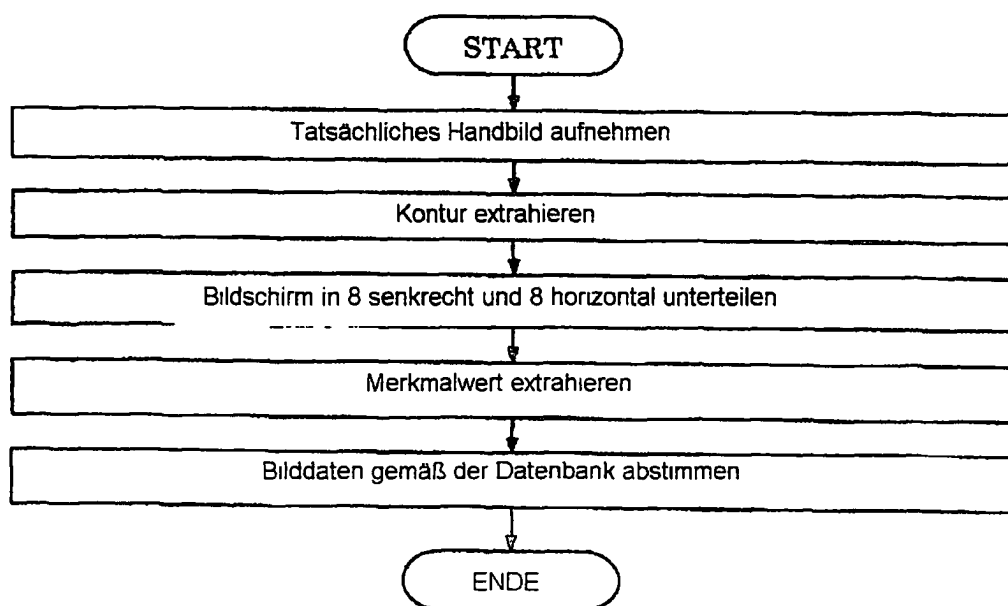 START
Tatsächliches Handbild aufnehmen
Kontur extrahieren
Bildschirm in 8 senkrecht und 8 horizontal unterteilen
Merkmalwert extrahieren
Bilddaten gemäß der Datenbank abstimmen
ENDE